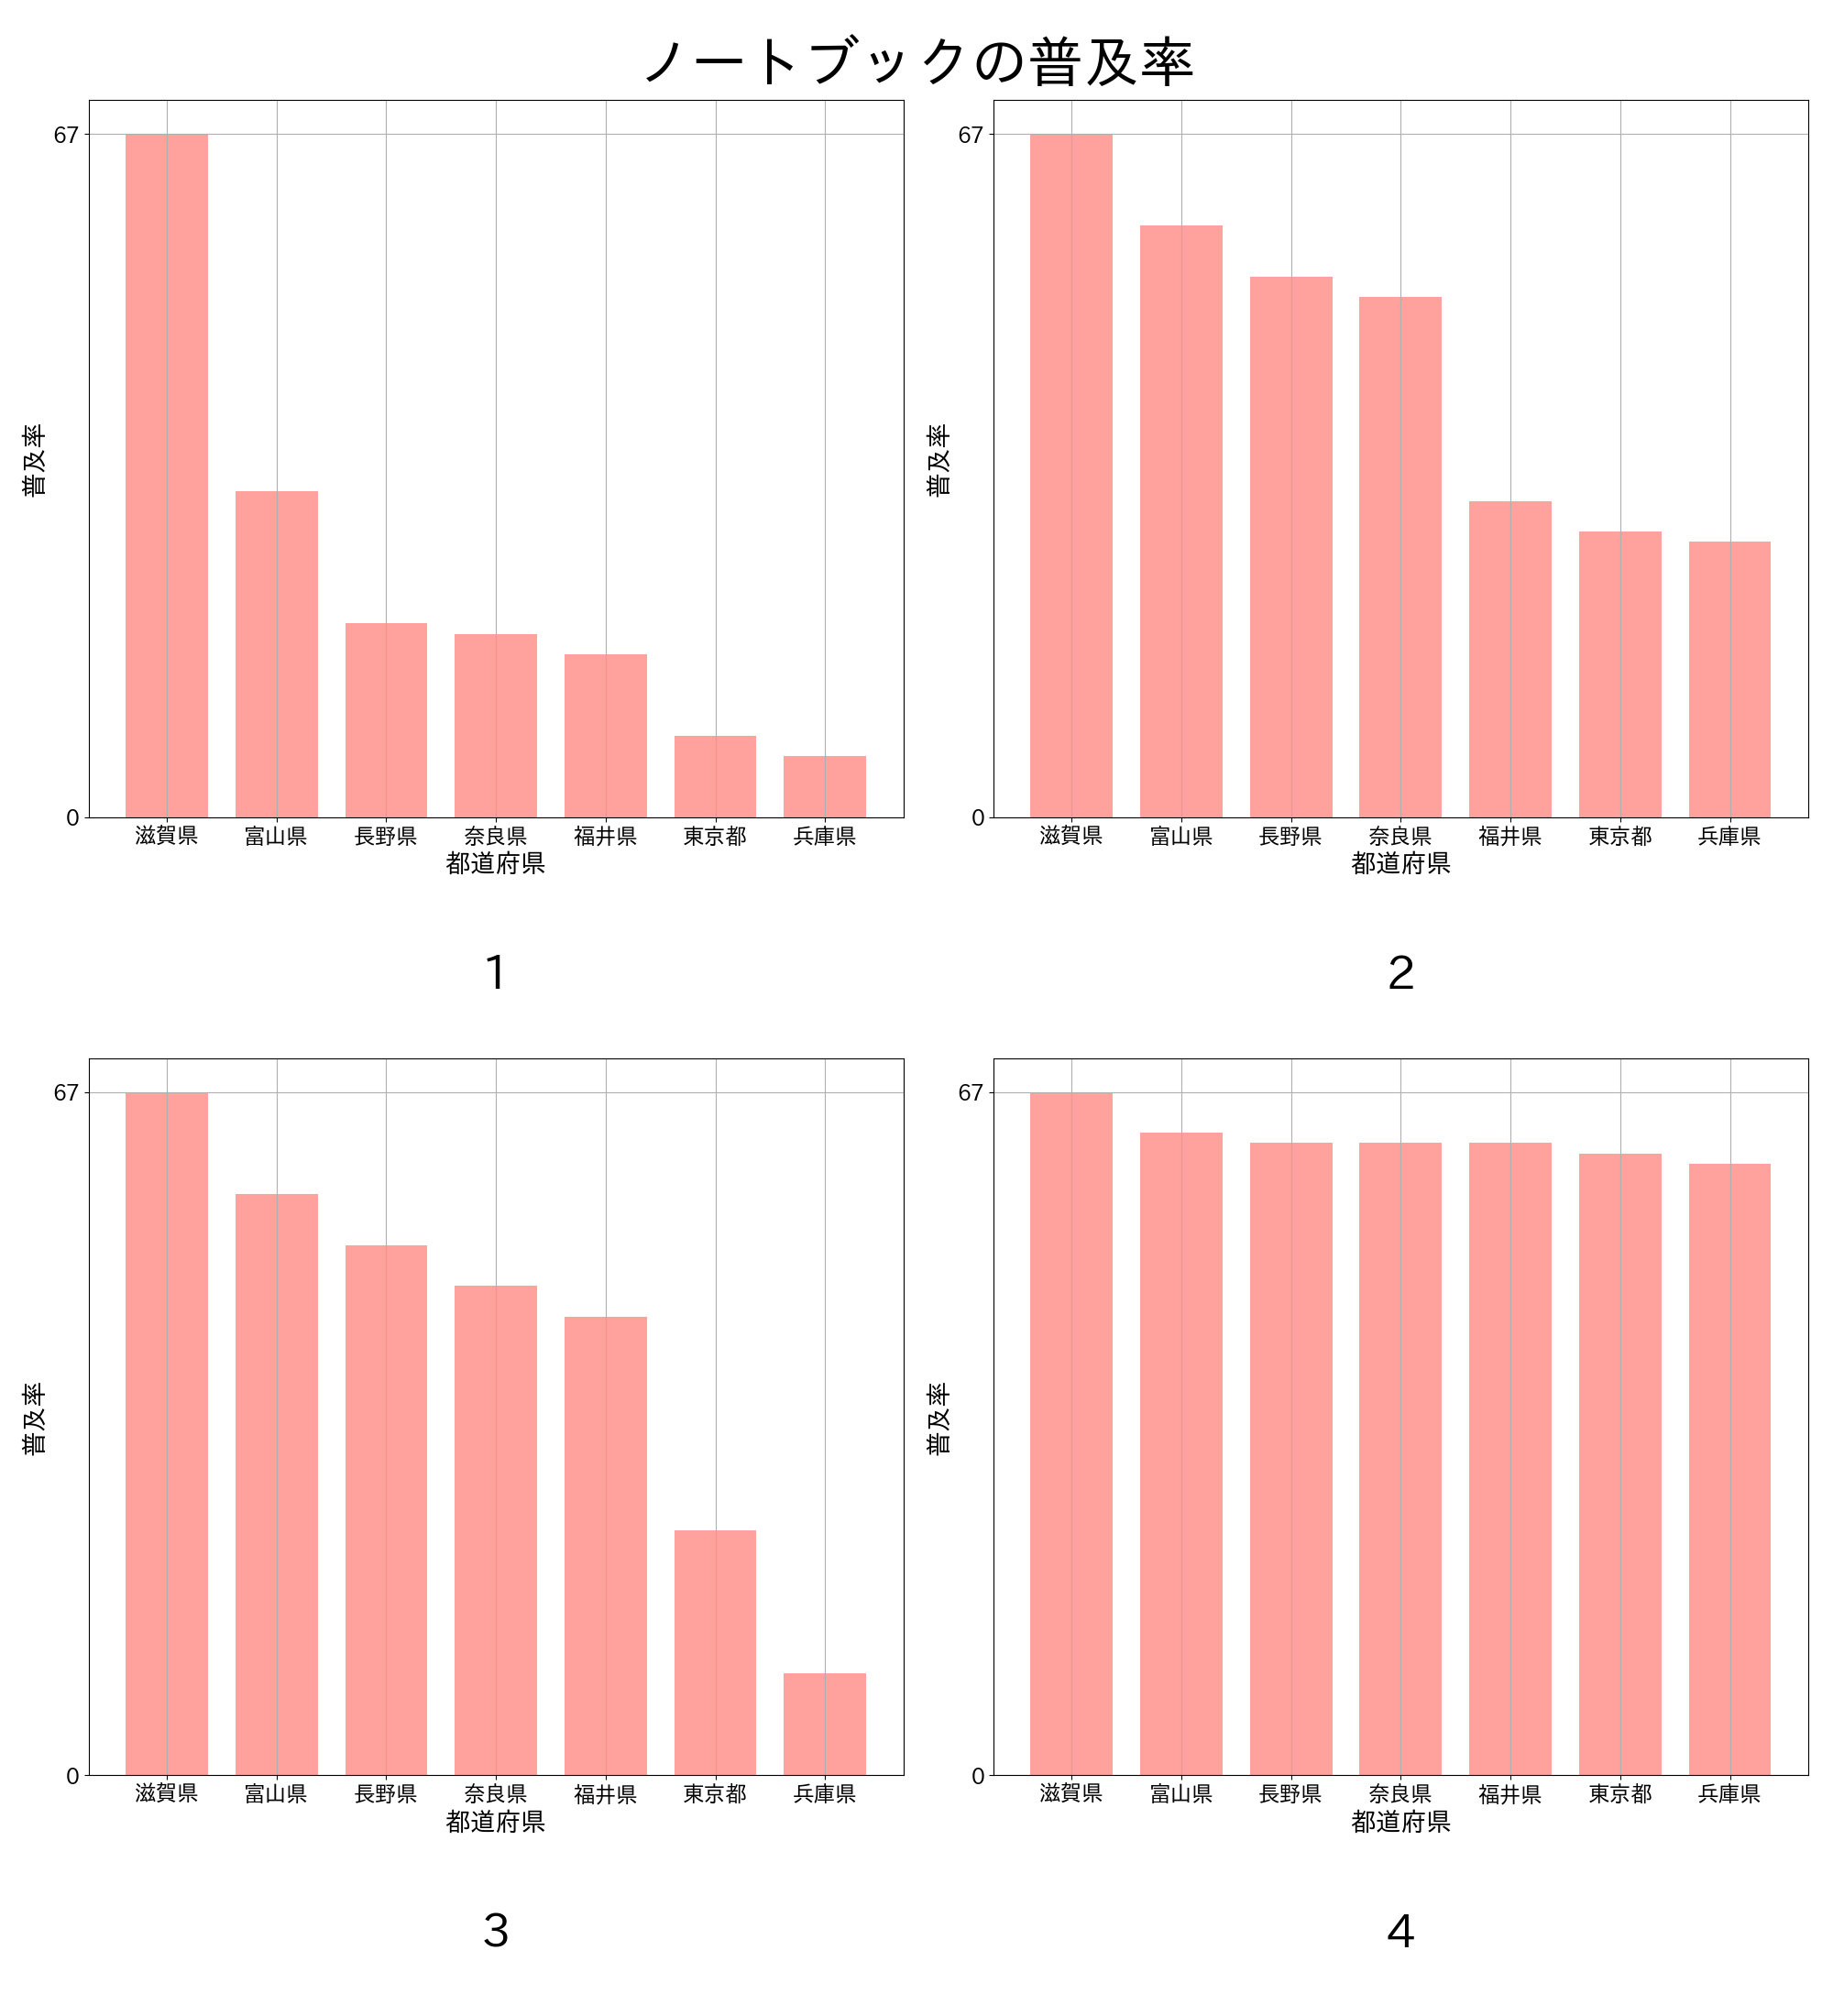 ノートブックの普及率
67
0
普及率
滋賀県 富山県 長野県 奈良県 福井県 東京都 兵庫県
都道府県
1
67
0
普及率
滋賀県 富山県 長野県 奈良県 福井県 東京都 兵庫県
都道府県
2
67
0
普及率
滋賀県 富山県 長野県 奈良県 福井県 東京都 兵庫県
都道府県
3
67
0
普及率
滋賀県 富山県 長野県 奈良県 福井県 東京都 兵庫県
都道府県
4